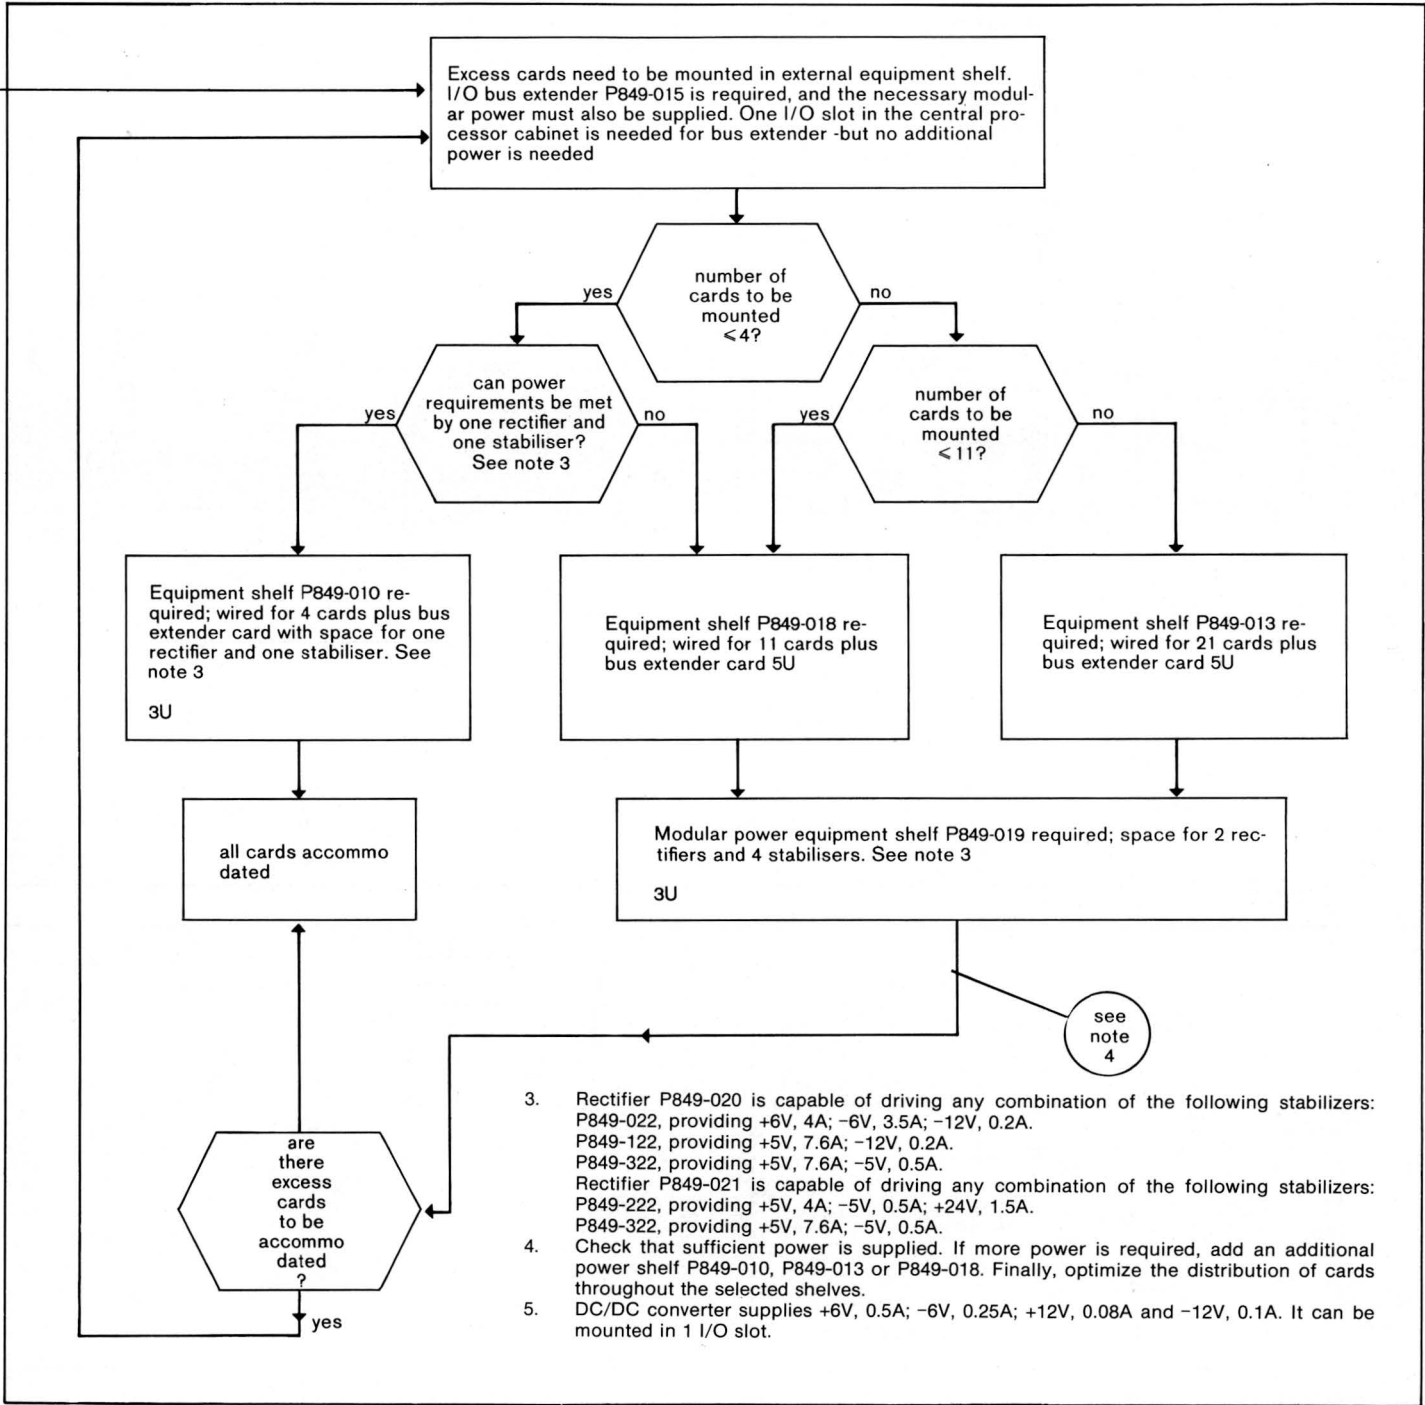 Excess cards need to be mounted in external equipment shelf.
I/O bus extender P849-015 is required, and the necessary modul-
ar power must also be supplied. One I/O slot in the central pro-
cessor cabinet is needed for bus extender -but no additional
power is needed
number of
cards to be
mounted
⩽4?
yes
no
can power
requirements be met
by one rectifier and
one stabiliser?
See note 3
yes
no
number of
cards to be
mounted
⩽11?
yes
no
Equipment shelf P849-010 re-
quired; wired for 4 cards plus bus
extender card with space for one
rectifier and one stabiliser. See
note 3
3U
Equipment shelf P849-018 re-
quired; wired for 11 cards plus
bus extender card 5U
Equipment shelf P849-013 re-
quired; wired for 21 cards plus
bus extender card 5U
all cards accommo
dated
Modular power equipment shelf P849-019 required; space for 2 rec-
tifiers and 4 stabilisers. See note 3
3U
see
note
4
are
there
excess
cards
to be
accommo
dated
?
yes
3. Rectifier P849-020 is capable of driving any combination of the following stabilizers:
P849-022, providing +6V, 4A; −6V, 3.5A; −12V, 0.2A.
P849-122, providing +5V, 7.6A; −12V, 0.2A.
P849-322, providing +5V, 7.6A; −5V, 0.5A.
Rectifier P849-021 is capable of driving any combination of the following stabilizers:
P849-222, providing +5V, 4A; −5V, 0.5A; +24V, 1.5A.
P849-322, providing +5V, 7.6A; −5V, 0.5A.
4. Check that sufficient power is supplied. If more power is required, add an additional
power shelf P849-010, P849-013 or P849-018. Finally, optimize the distribution of cards
throughout the selected shelves.
5. DC/DC converter supplies +6V, 0.5A; −6V, 0.25A; +12V, 0.08A and −12V, 0.1A. It can be
mounted in 1 I/O slot.